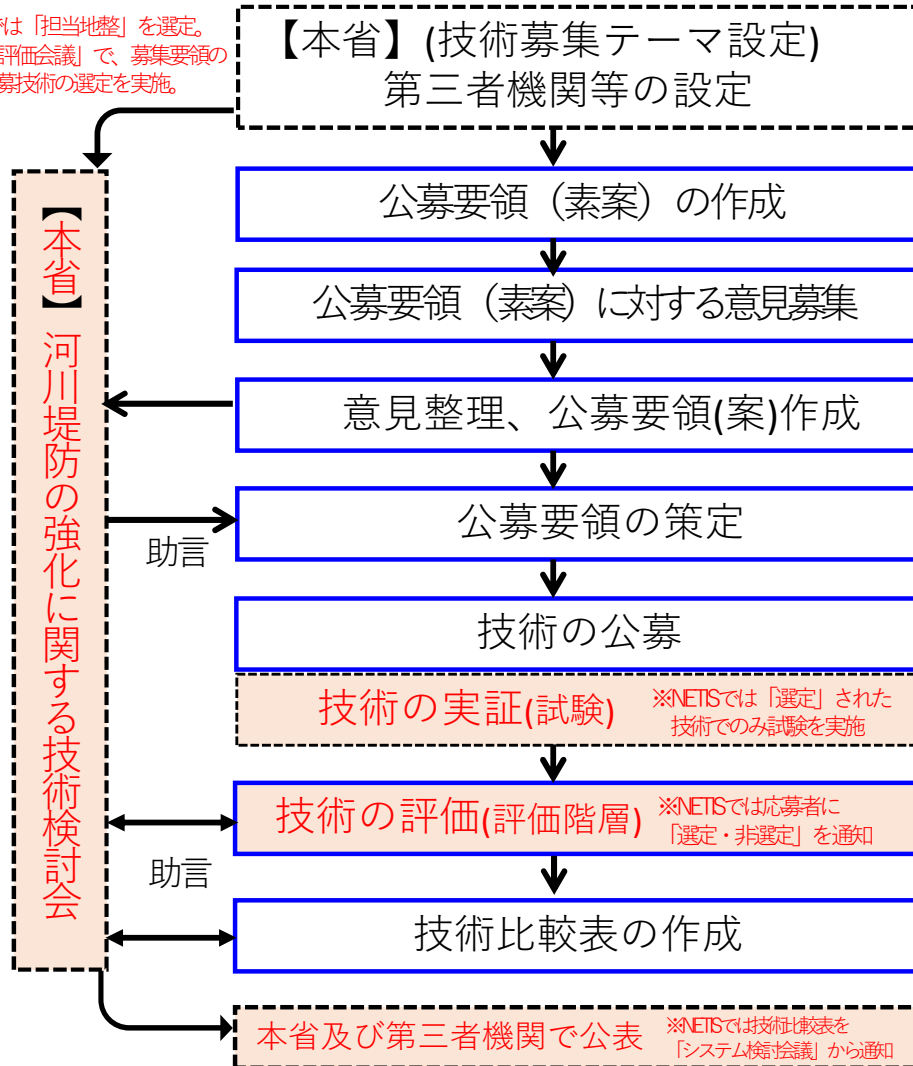 では「担当地整」を選定。
評価会議」で、募集要領の
募技術の選定を実施。
【本省】(技術募集テーマ設定)
第三者機関等の設定
公募要領（素案）の作成
公募要領（素案）に対する意見募集
意見整理、公募要領(案)作成
公募要領の策定
助言
技術の公募
技術の実証(試験)
※NETISでは「選定」された
技術でのみ試験を実施
技術の評価(評価階層)
※NETISでは応募者に
「選定・非選定」を通知
助言
技術比較表の作成
本省及び第三者機関で公表
※NETISでは技術比較表を
「システム検討会議」から通知
【本省】河川堤防の強化に関する技術検討会